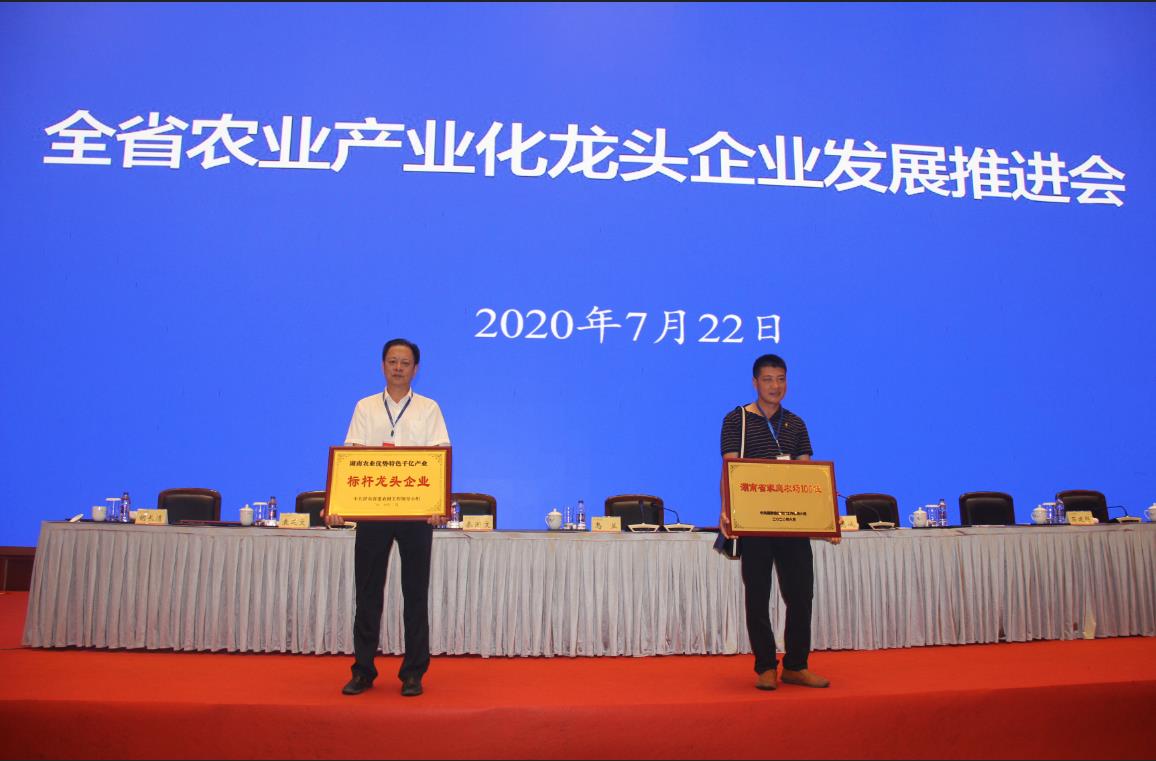 全省农业产业化龙头企业发展推进会
2020年7月22日
湖南农业优势特色千亿产业
标杆龙头企业
湖南省家庭农场100强